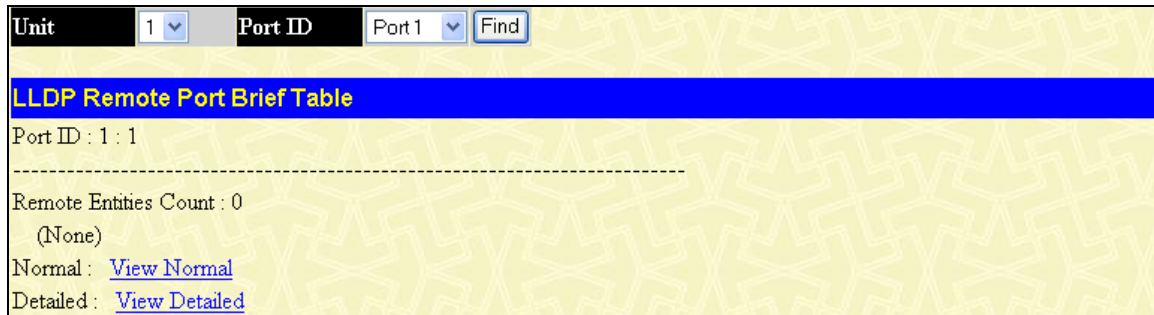 Unit 1 Port ID Port 1 Find
LLDP Remote Port Brief Table
Port ID : 1 : 1
--------------------------------------------------------------------------
Remote Entities Count : 0
(None)
Normal : View Normal
Detailed : View Detailed